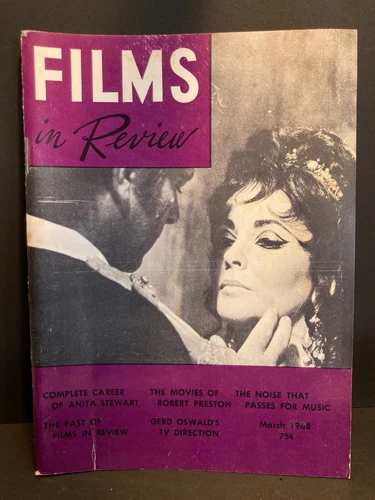 FILMS
in Review
COMPLETE CAREER
OF ANITA STEWART
THE MOVIES OF
ROBERT PRESTON
THE NOISE THAT
PASSES FOR MUSIC
THE PAST OF
FILMS IN REVIEW
GERD OSWALD'S
TV DIRECTION
March 1968
75¢